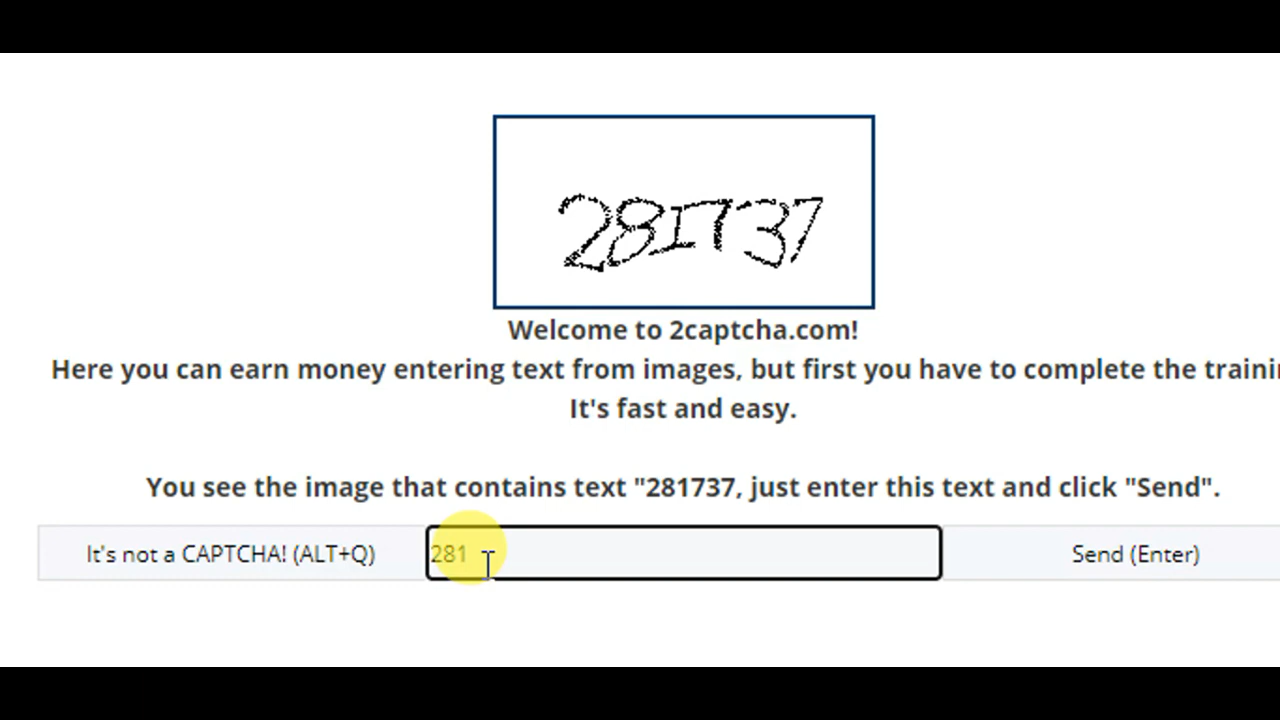 281737
Welcome to 2captcha.com!
Here you can earn money entering text from images, but first you have to complete the
It's fast and easy.
You see the image that contains text "281737, just enter this text and click "Send".
It's not a CAPTCHA! (ALT+Q)
281
Send (Enter)